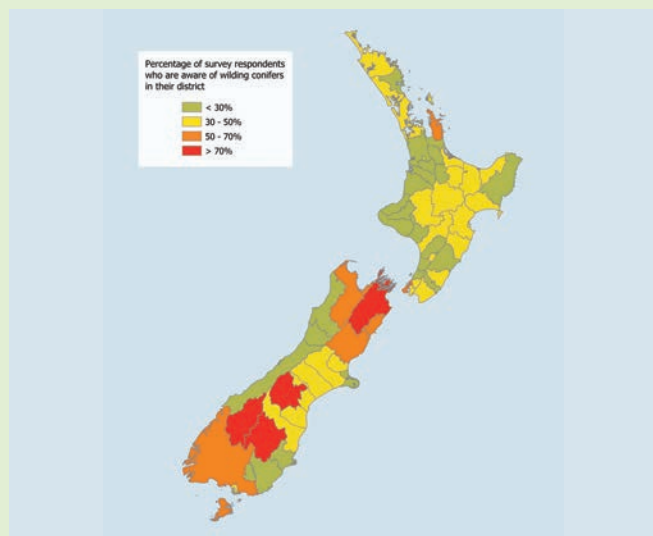 Percentage of survey respondents
who are aware of wilding conifers
in their district
< 30%
30 - 50%
50 - 70%
> 70%